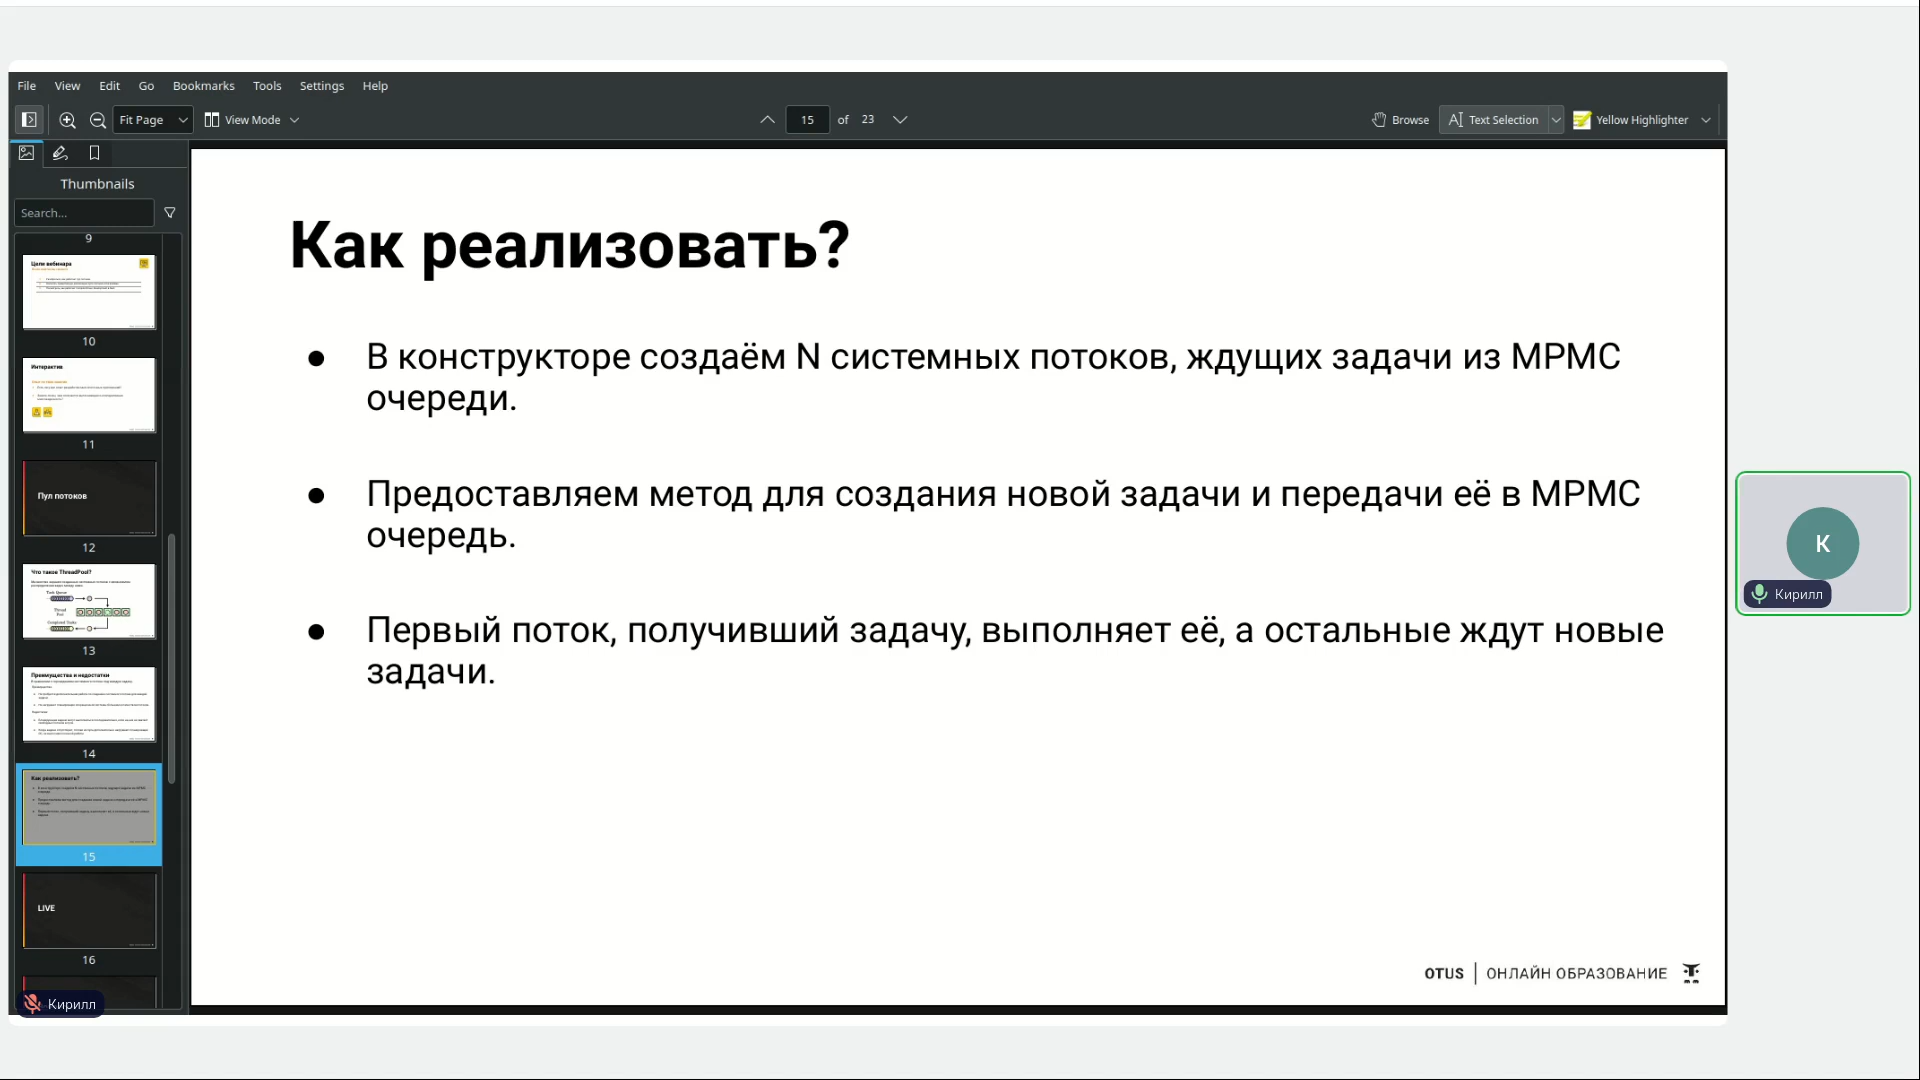 File View Edit Go Bookmarks Tools Settings Help
Fit Page View Mode 15 of 23 Browse Text Selection Yellow Highlighter
Thumbnails
Search...
9
Цели вебинара
10
Интерактив
11
Пул потоков
12
Что такое ThreadPool?
13
Преимущества и недостатки
14
Как реализовать?
15
LIVE
16
Кирилл
Как реализовать?
● В конструкторе создаём N системных потоков, ждущих задачи из MPMC
очереди.
● Предоставляем метод для создания новой задачи и передачи её в MPMC
очередь.
● Первый поток, получивший задачу, выполняет её, а остальные ждут новые
задачи.
OTUS | ОНЛАЙН ОБРАЗОВАНИЕ
К
Кирилл